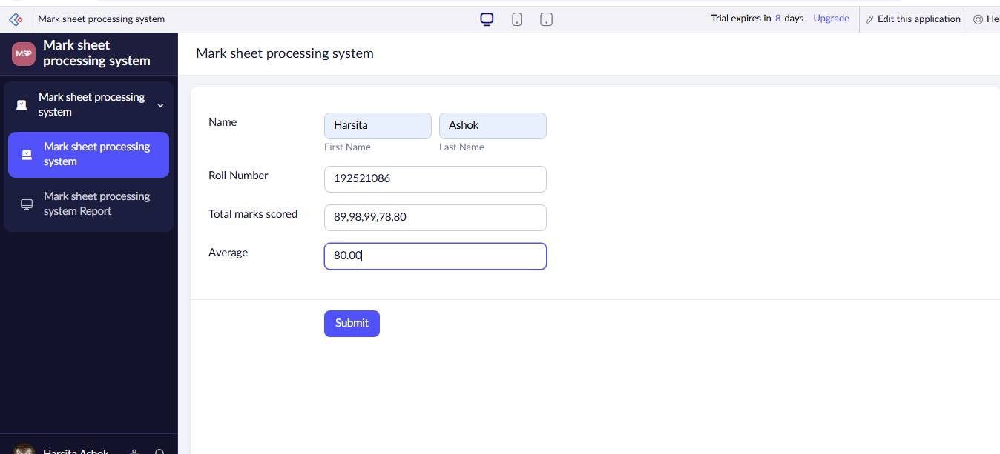 Mark sheet processing system
Trial expires in 8 days Upgrade
Edit this application
MSP
Mark sheet
processing system
Mark sheet processing system
Mark sheet processing
system
Mark sheet processing
system
Mark sheet processing
system Report
Name
Harsita Ashok
First Name Last Name
Roll Number 192521086
Total marks scored 89,98,99,78,80
Average 80.00
Submit
Harsita Ashok